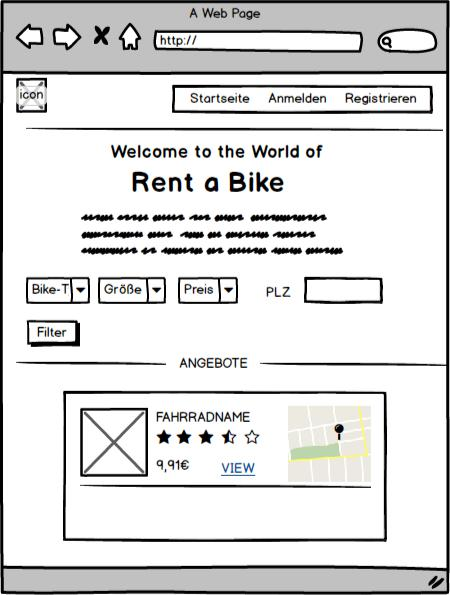 A Web Page
http://
icon
Startseite Anmelden Registrieren
Welcome to the World of
Rent a Bike
Bike-T Größe Preis PLZ
Filter
ANGEBOTE
FAHRRADNAME
9,91€ VIEW